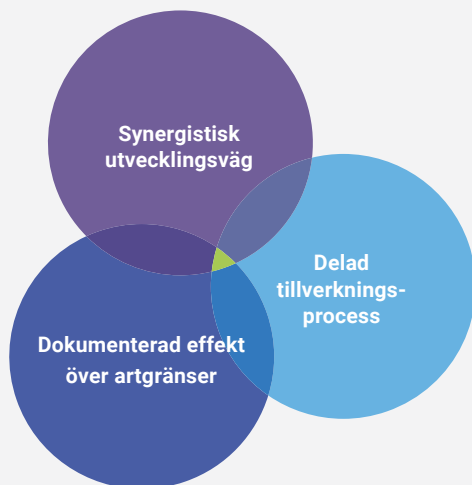 Synergistisk
utvecklingsväg
Delad
tillverknings-
process
Dokumenterad effekt
över artgränser